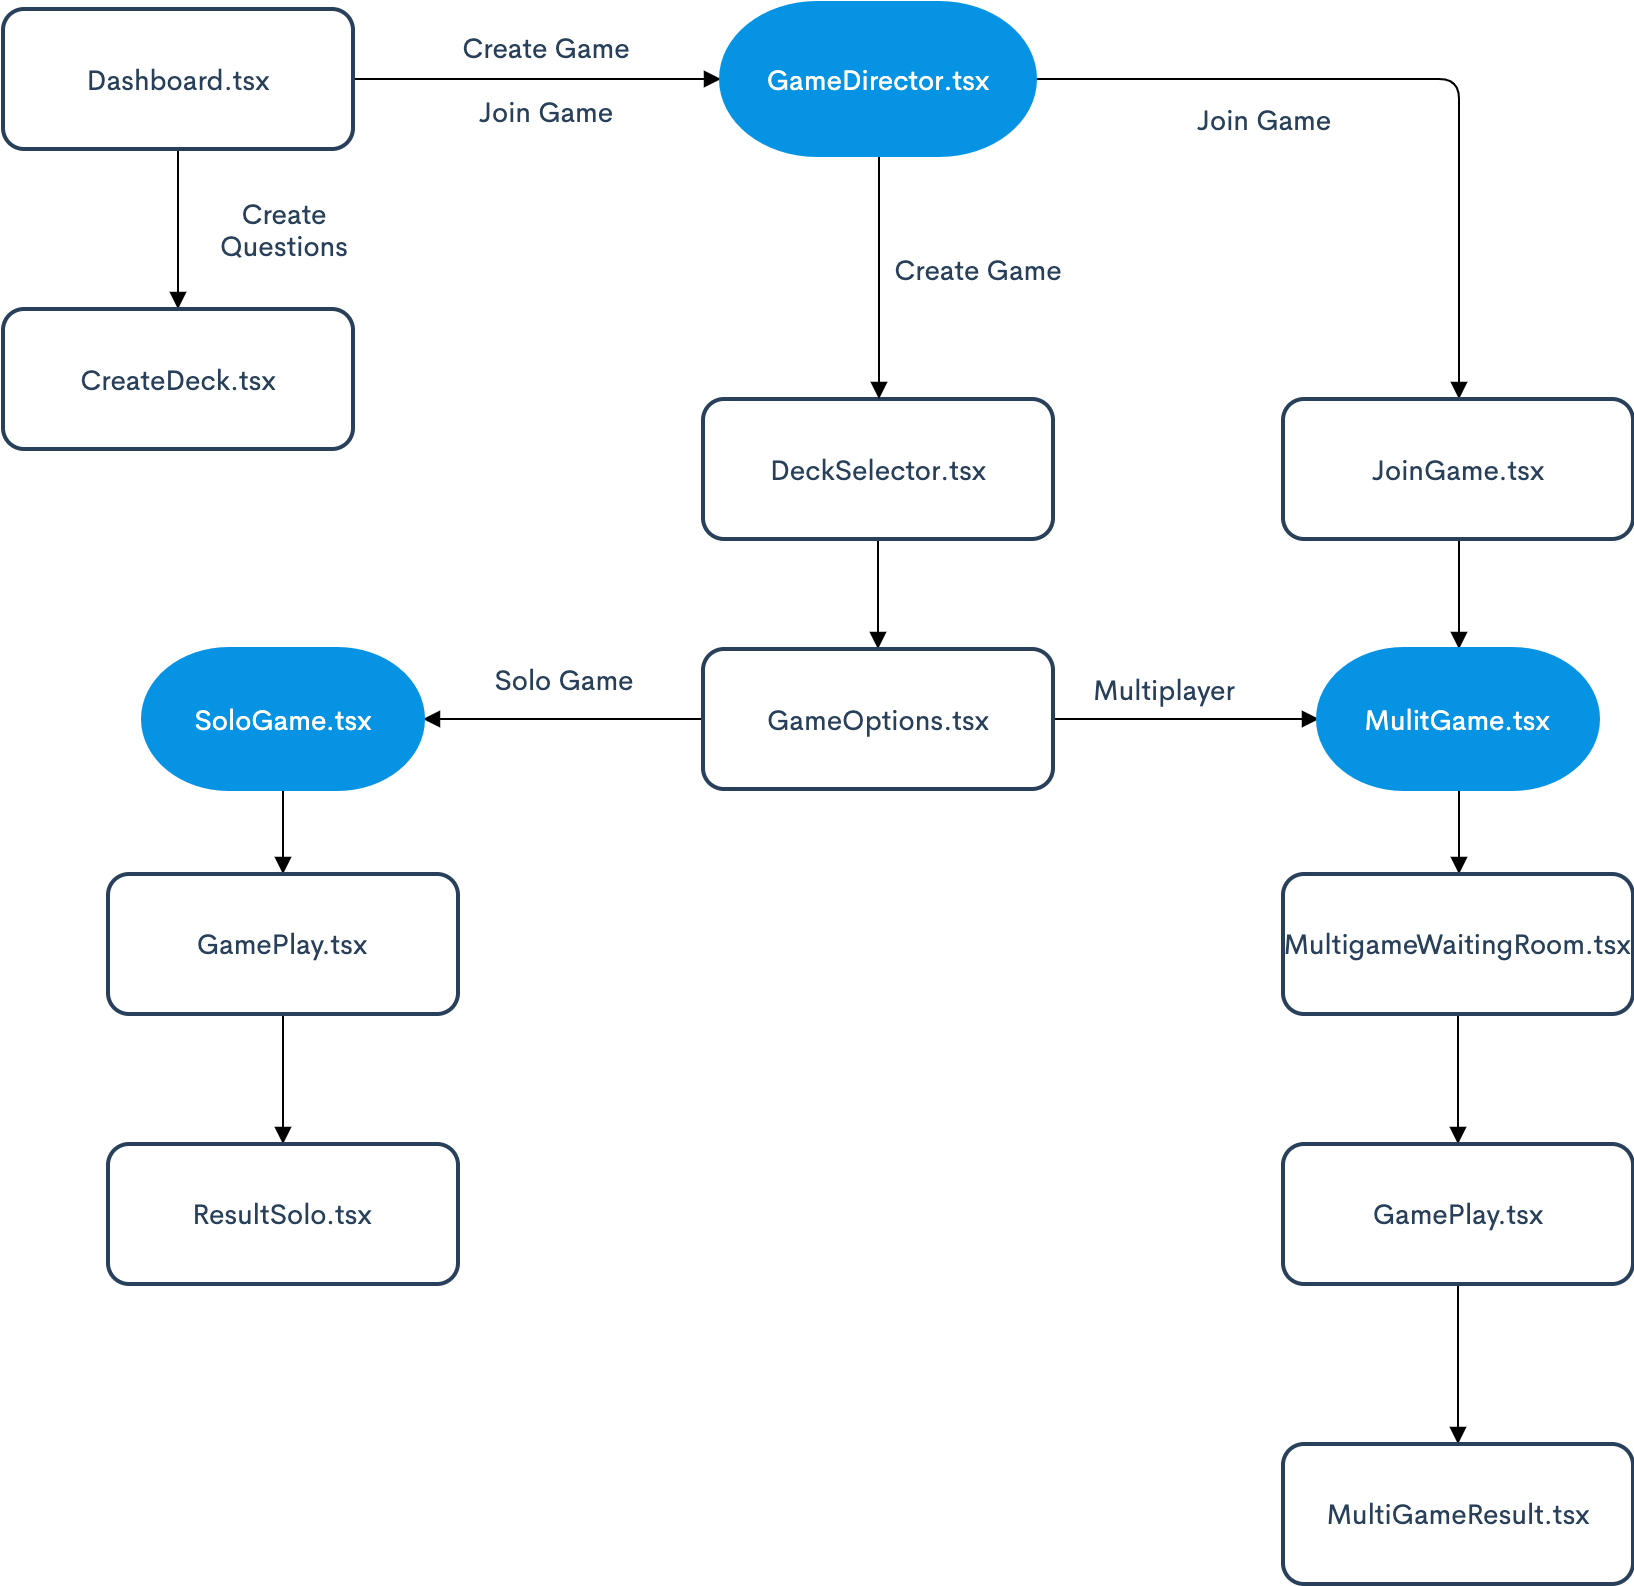 Dashboard.tsx
Create Game
Join Game
GameDirector.tsx
Join Game
Create
Questions
Create Game
CreateDeck.tsx
DeckSelector.tsx
JoinGame.tsx
SoloGame.tsx
Solo Game
GameOptions.tsx
Multiplayer
MulitGame.tsx
GamePlay.tsx
MultigameWaitingRoom.tsx
ResultSolo.tsx
GamePlay.tsx
MultiGameResult.tsx